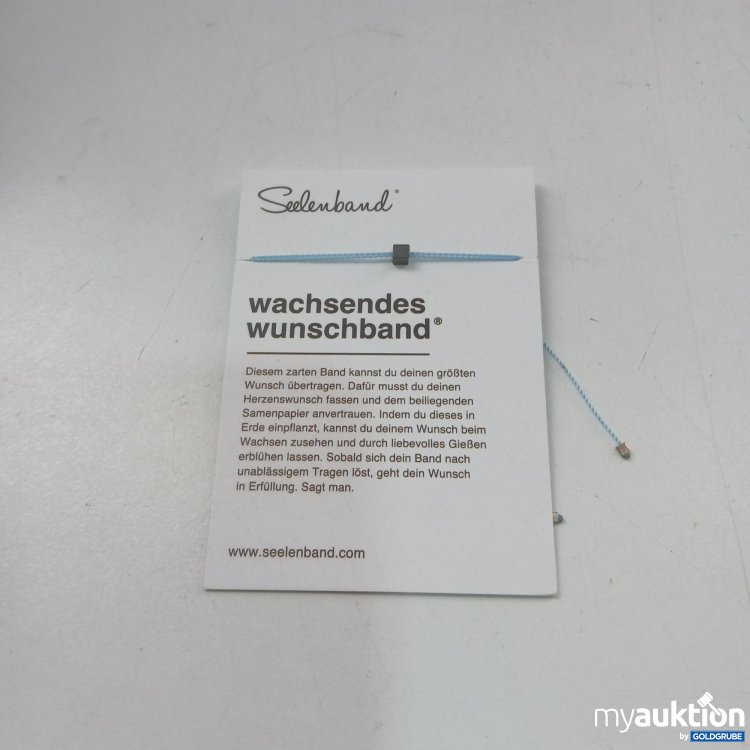 Seelenband®
wachsendes
wunschband®
Diesem zarten Band kannst du deinen größten
Wunsch übertragen. Dafür musst du deinen
Herzenswunsch fassen und dem beiliegenden
Samenpapier anvertrauen. Indem du dieses in
Erde einpflanzt, kannst du deinem Wunsch beim
Wachsen zusehen und durch liebevolles Gießen
erblühen lassen. Sobald sich dein Band nach
unablässigem Tragen löst, geht dein Wunsch
in Erfüllung. Sagt man.
www.seelenband.com
myauktion
by GOLDGRUBE